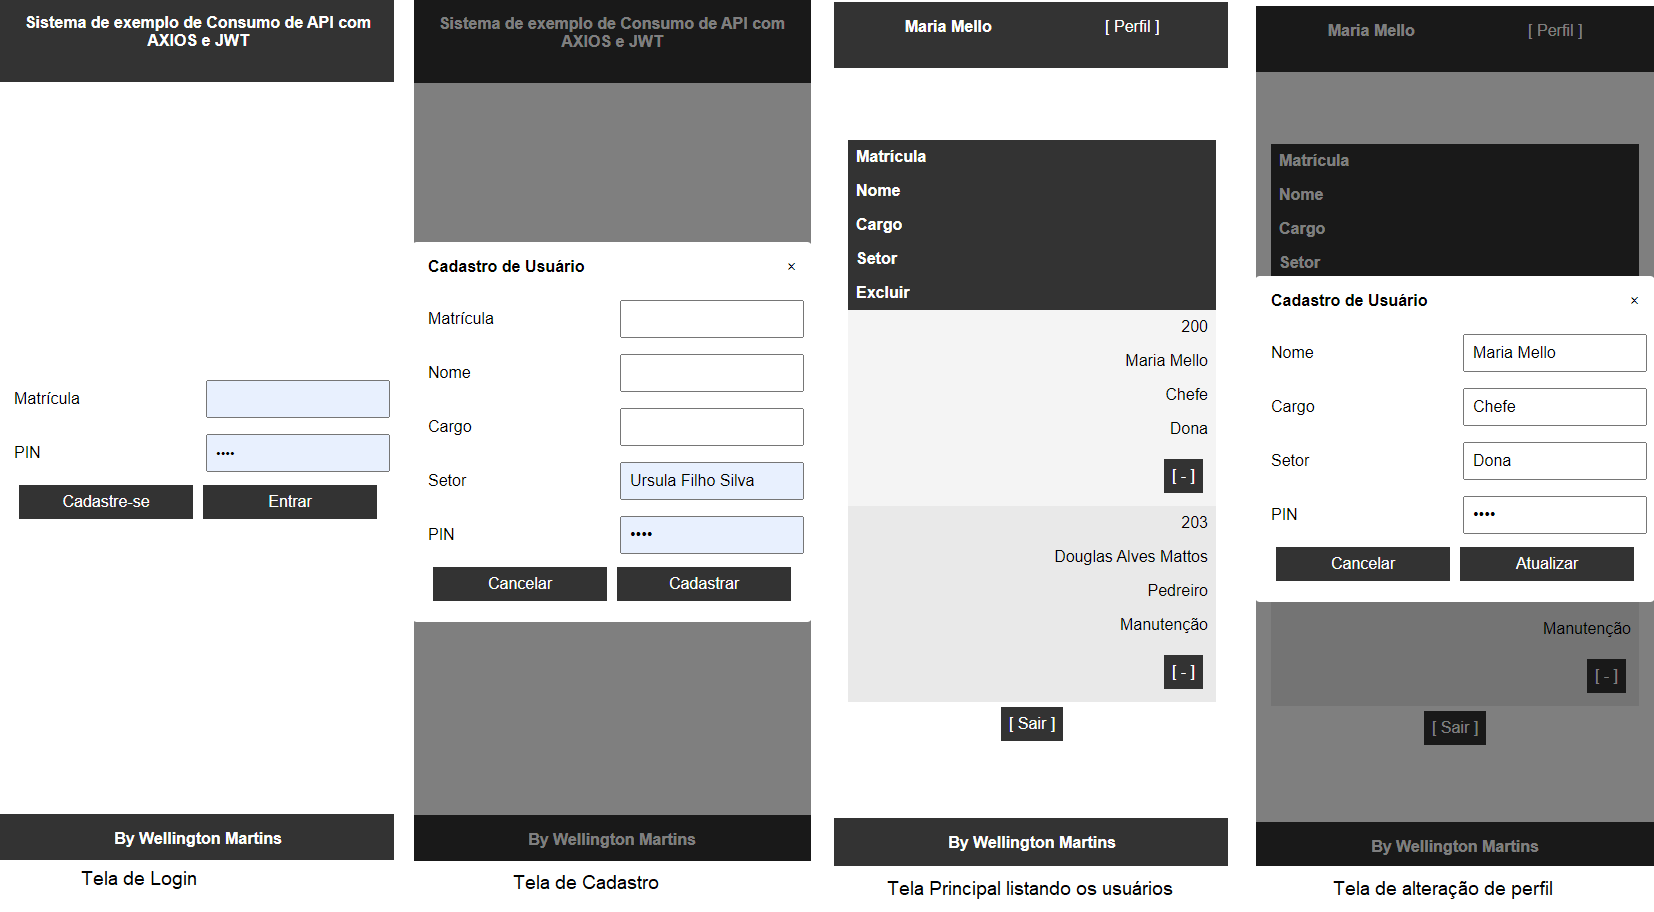 Sistema de exemplo de Consumo de API com
AXIOS e JWT
Matrícula
PIN
••••
Cadastre-se
Entrar
By Wellington Martins
Tela de Login
Sistema de exemplo de Consumo de API com
AXIOS e JWT
Cadastro de Usuário ×
Matrícula
Nome
Cargo
Setor Ursula Filho Silva
PIN ••••
Cancelar Cadastrar
By Wellington Martins
Tela de Cadastro
Maria Mello [ Perfil ]
Matrícula
Nome
Cargo
Setor
Excluir
200
Maria Mello
Chefe
Dona
[ - ]
203
Douglas Alves Mattos
Pedreiro
Manutenção
[ - ]
[ Sair ]
By Wellington Martins
Tela Principal listando os usuários
Maria Mello [ Perfil ]
Matrícula
Nome
Cargo
Setor
Cadastro de Usuário ×
Nome Maria Mello
Cargo Chefe
Setor Dona
PIN ••••
Cancelar Atualizar
Manutenção
[ - ]
[ Sair ]
By Wellington Martins
Tela de alteração de perfil